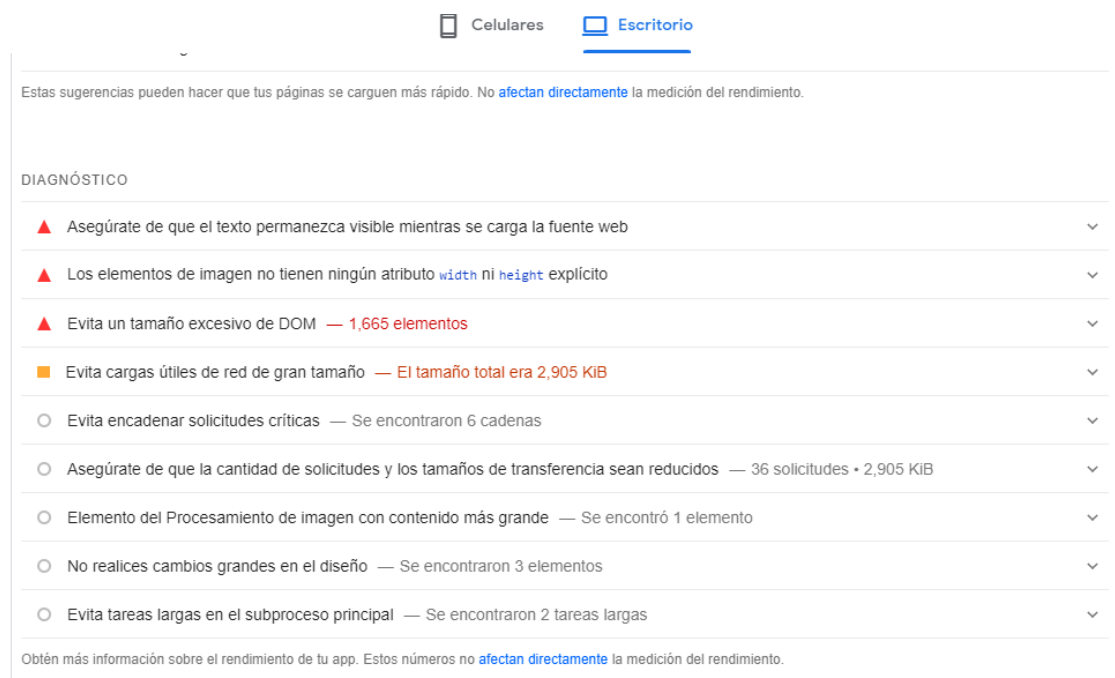 Celulares
Escritorio
Estas sugerencias pueden hacer que tus páginas se carguen más rápido. No afectan directamente la medición del rendimiento.
DIAGNÓSTICO
Asegúrate de que el texto permanezca visible mientras se carga la fuente web
Los elementos de imagen no tienen ningún atributo width ni height explícito
Evita un tamaño excesivo de DOM — 1,665 elementos
Evita cargas útiles de red de gran tamaño — El tamaño total era 2,905 KiB
Evita encadenar solicitudes críticas — Se encontraron 6 cadenas
Asegúrate de que la cantidad de solicitudes y los tamaños de transferencia sean reducidos — 36 solicitudes • 2,905 KiB
Elemento del Procesamiento de imagen con contenido más grande — Se encontró 1 elemento
No realices cambios grandes en el diseño — Se encontraron 3 elementos
Evita tareas largas en el subproceso principal — Se encontraron 2 tareas largas
Obtén más información sobre el rendimiento de tu app. Estos números no afectan directamente la medición del rendimiento.